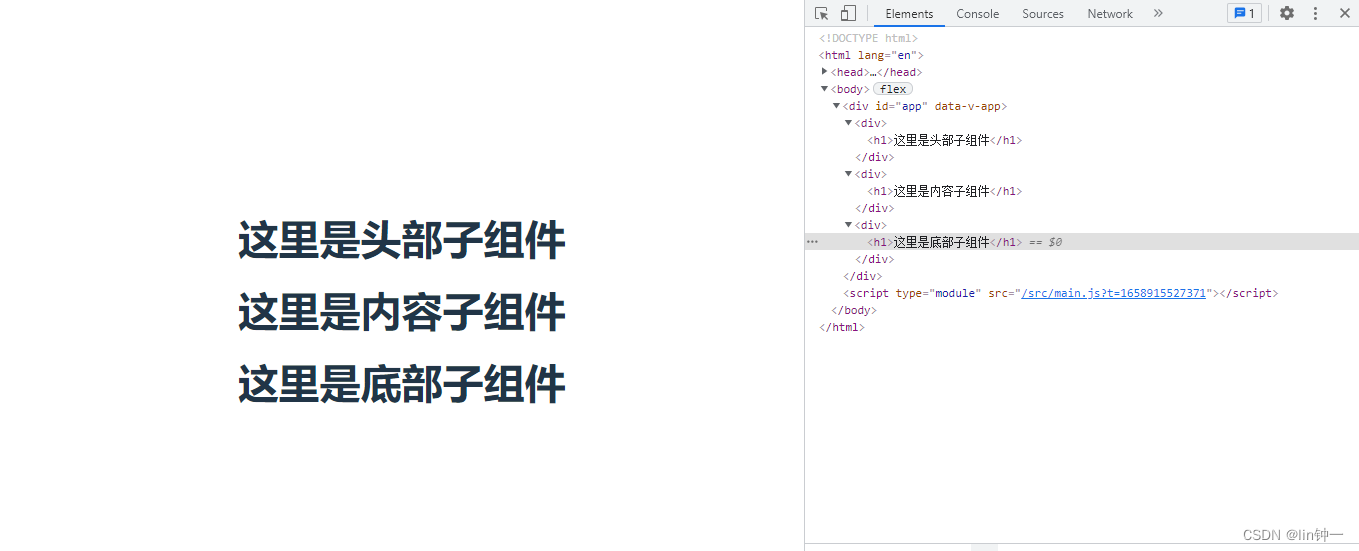 这里是头部子组件
这里是内容子组件
这里是底部子组件
Elements Console Sources Network » 1
<!DOCTYPE html>
<html lang="en">
<head>…</head>
<body> flex
<div id="app" data-v-app>
<div>
<h1>这里是头部子组件</h1>
</div>
<div>
<h1>这里是内容子组件</h1>
</div>
<div>
<h1>这里是底部子组件</h1> == $0
</div>
</div>
<script type="module" src="/src/main.js?t=1658915527371"></script>
</body>
</html>
CSDN @lin钟一